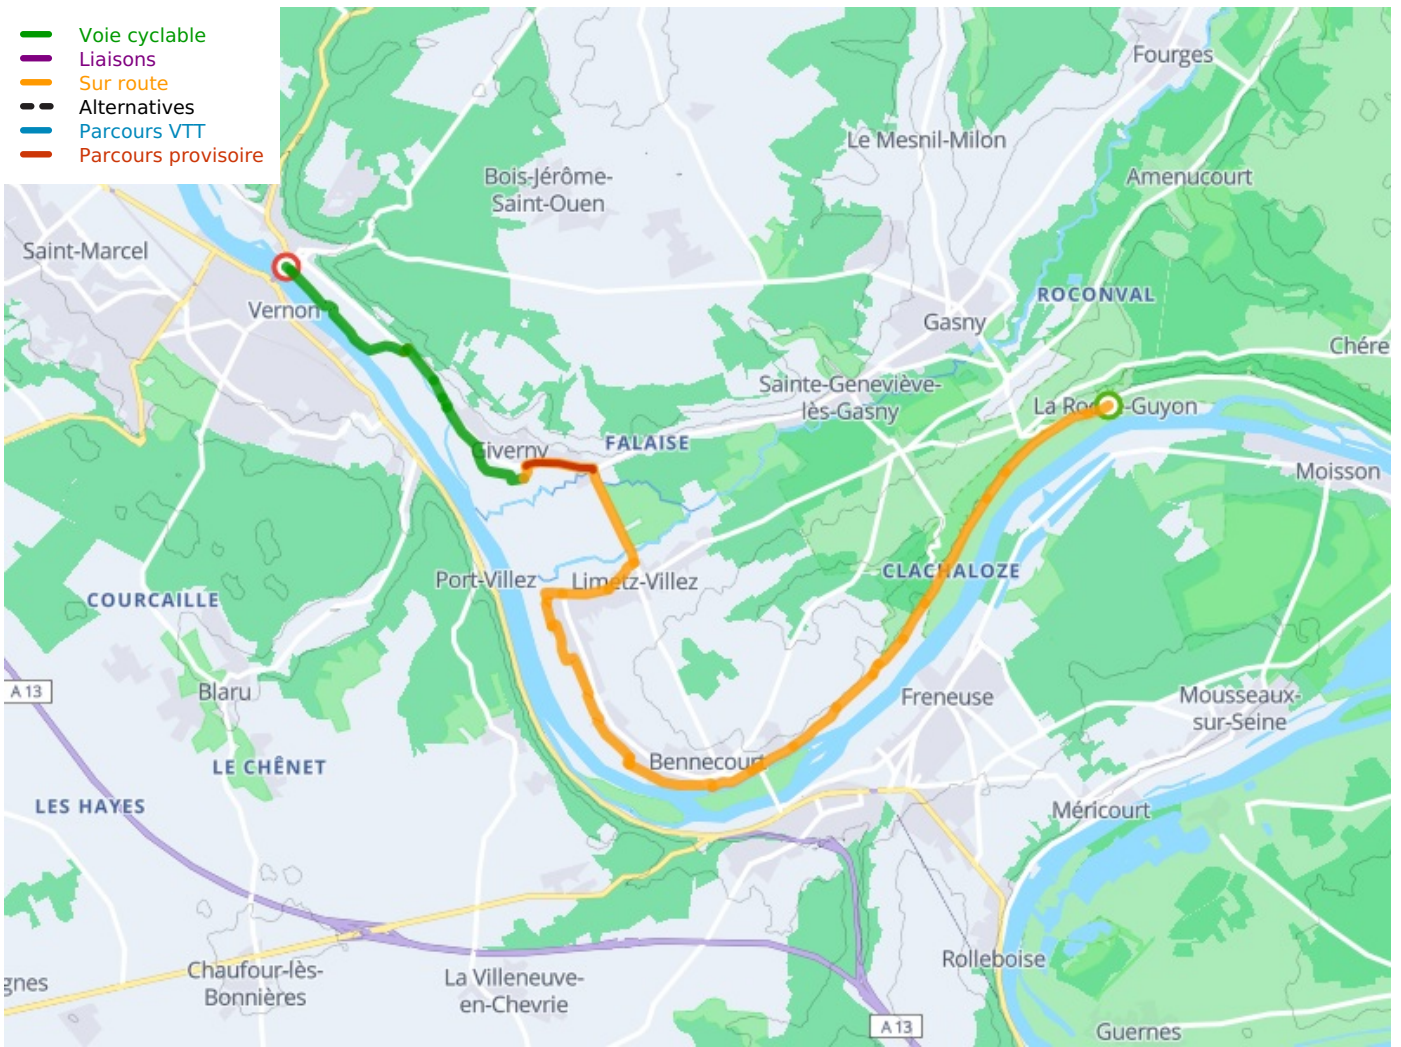 Voie cyclable
Liaisons
Sur route
Alternatives
Parcours VTT
Parcours provisoire
Fourges
Le Mesnil-Milon
Bois-Jérôme-
Saint-Ouen
Amenucourt
Saint-Marcel
ROCONVAL
Vernon
Gasny
Chére
Sainte-Geneviève-
lès-Gasny
La Roche-Guyon
Giverny
FALAISE
Moisson
Port-Villez
Limetz-Villez
CLACHALOZE
COURCAILLE
A 13
Blaru
Freneuse
Mousseaux-
sur-Seine
LE CHÊNET
Bennecourt
LES HAYES
Méricourt
Rolleboise
gnes
Chaufour-lès-
Bonnières
La Villeneuve-
en-Chevrie
A 13
Guernes